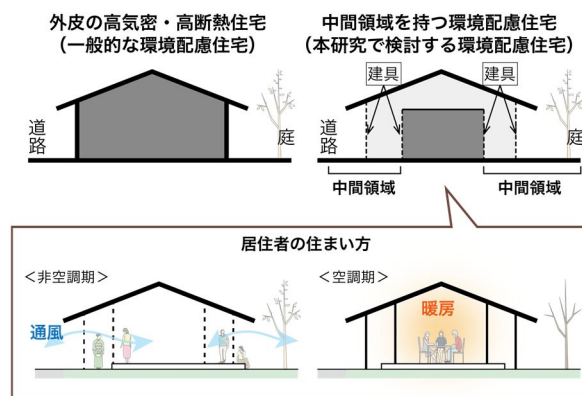 外皮の高気密・高断熱住宅
（一般的な環境配慮住宅）
道路
庭
中間領域を持つ環境配慮住宅
（本研究で検討する環境配慮住宅）
建具
建具
道路
庭
中間領域
中間領域
居住者の住まい方
＜非空調期＞
通風
＜空調期＞
暖房